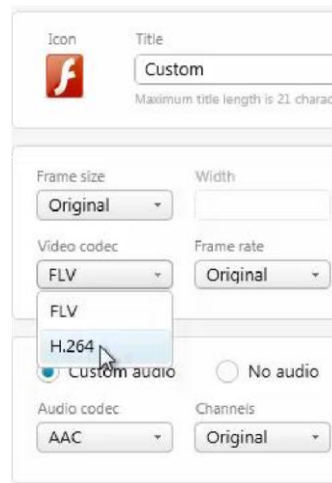 Icon Title
Custom
Maximum title length is 21 charac
Frame size Width
Original
Video codec Frame rate
FLV Original
FLV
H.264
Custom audio No audio
Audio codec Channels
AAC Original